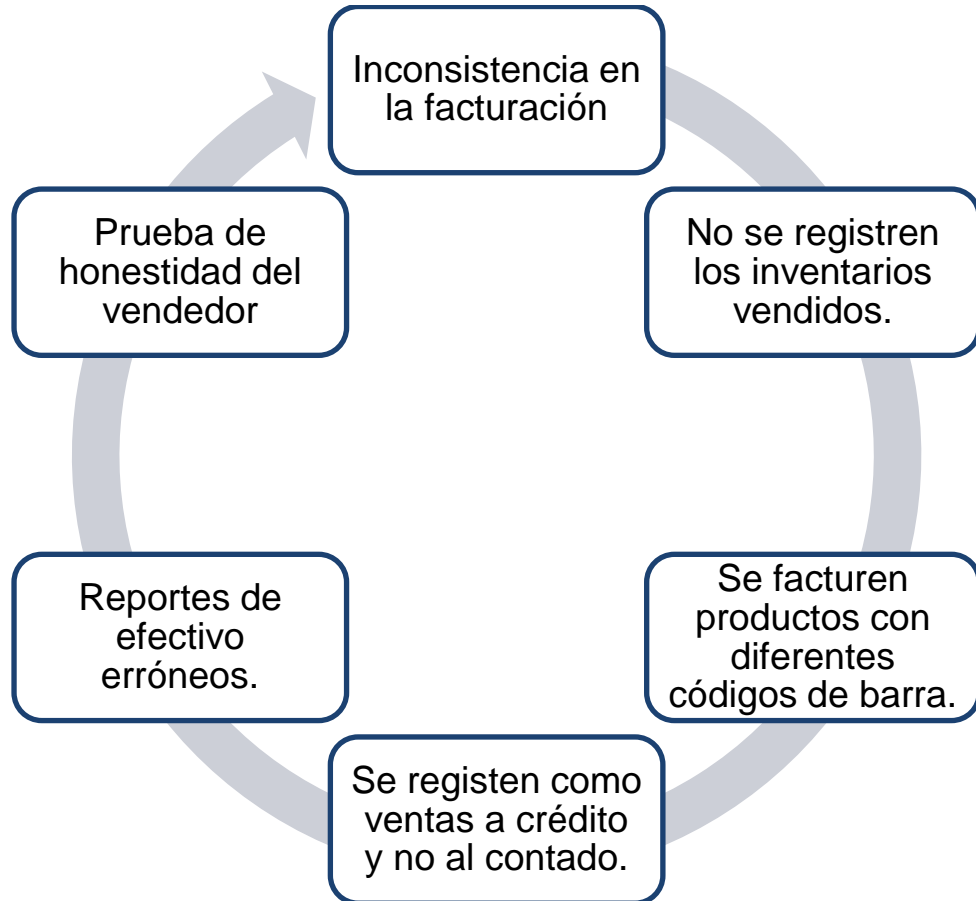 Inconsistencia en
la facturación
No se registren
los inventarios
vendidos.
Se facturen
productos con
diferentes
códigos de barra.
Se registen como
ventas a crédito
y no al contado.
Reportes de
efectivo
erróneos.
Prueba de
honestidad del
vendedor